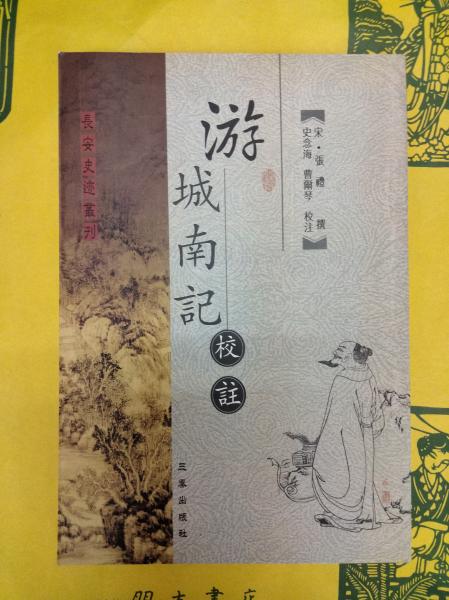 宋·張禮 撰
史念海 曹爾琴 校注
游城南記
校註
長安史迹叢刊
三秦出版社